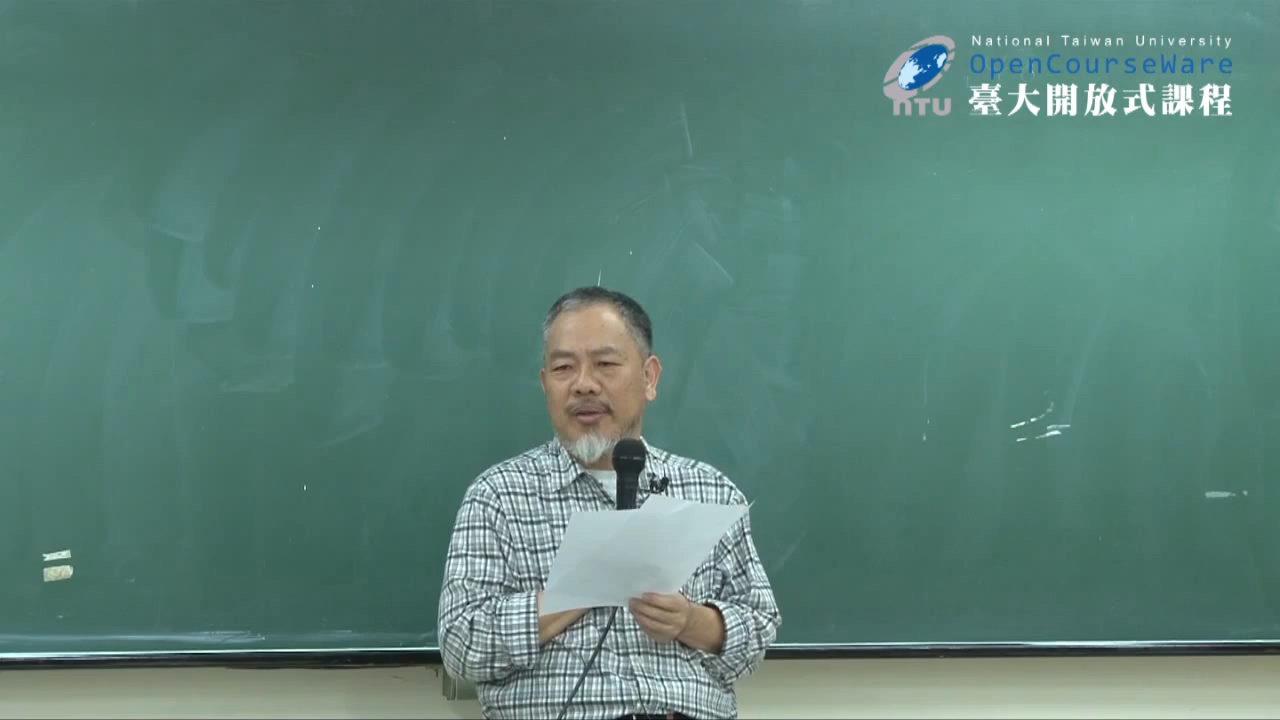 National Taiwan University
OpenCourseWare
臺大開放式課程
NTU